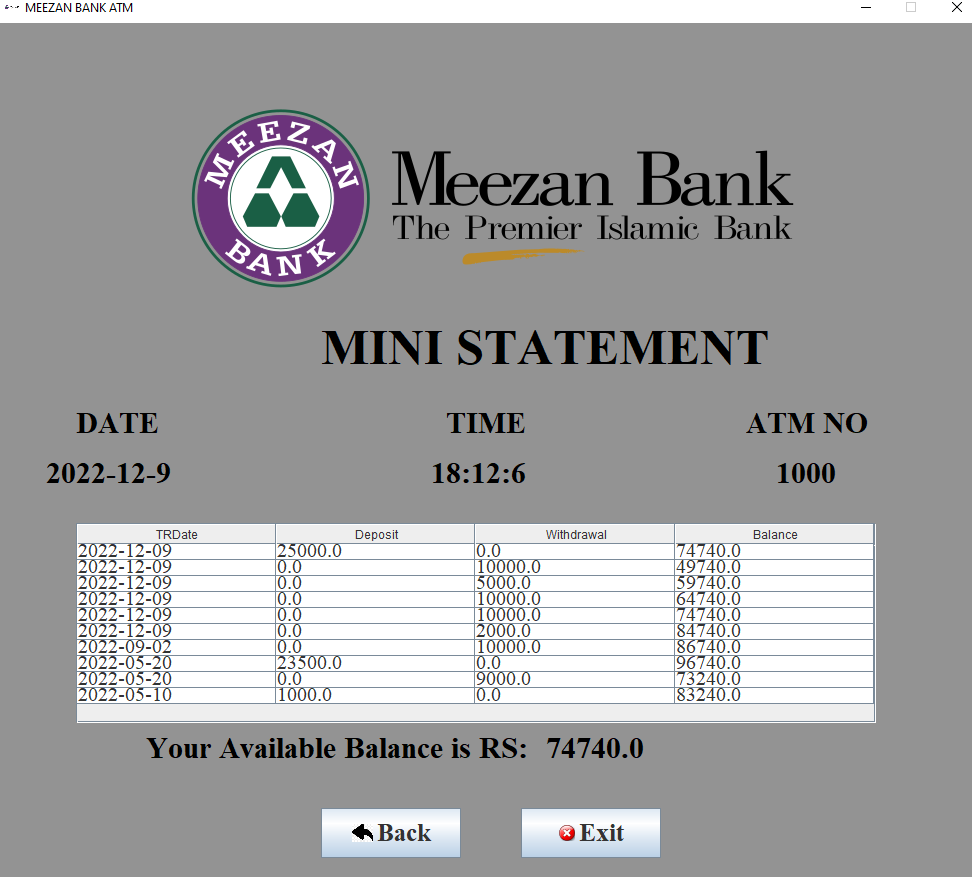 MEEZAN BANK ATM
MEEZAN
BANK
Meezan Bank
The Premier Islamic Bank
MINI STATEMENT
DATE TIME ATM NO
2022-12-9 18:12:6 1000
TRDate Deposit Withdrawal Balance
2022-12-09 25000.0 0.0 74740.0
2022-12-09 0.0 10000.0 49740.0
2022-12-09 0.0 5000.0 59740.0
2022-12-09 0.0 10000.0 64740.0
2022-12-09 0.0 10000.0 74740.0
2022-12-09 0.0 2000.0 84740.0
2022-09-02 0.0 10000.0 86740.0
2022-05-20 23500.0 0.0 96740.0
2022-05-20 0.0 9000.0 73240.0
2022-05-10 1000.0 0.0 83240.0
Your Available Balance is RS: 74740.0
Back Exit